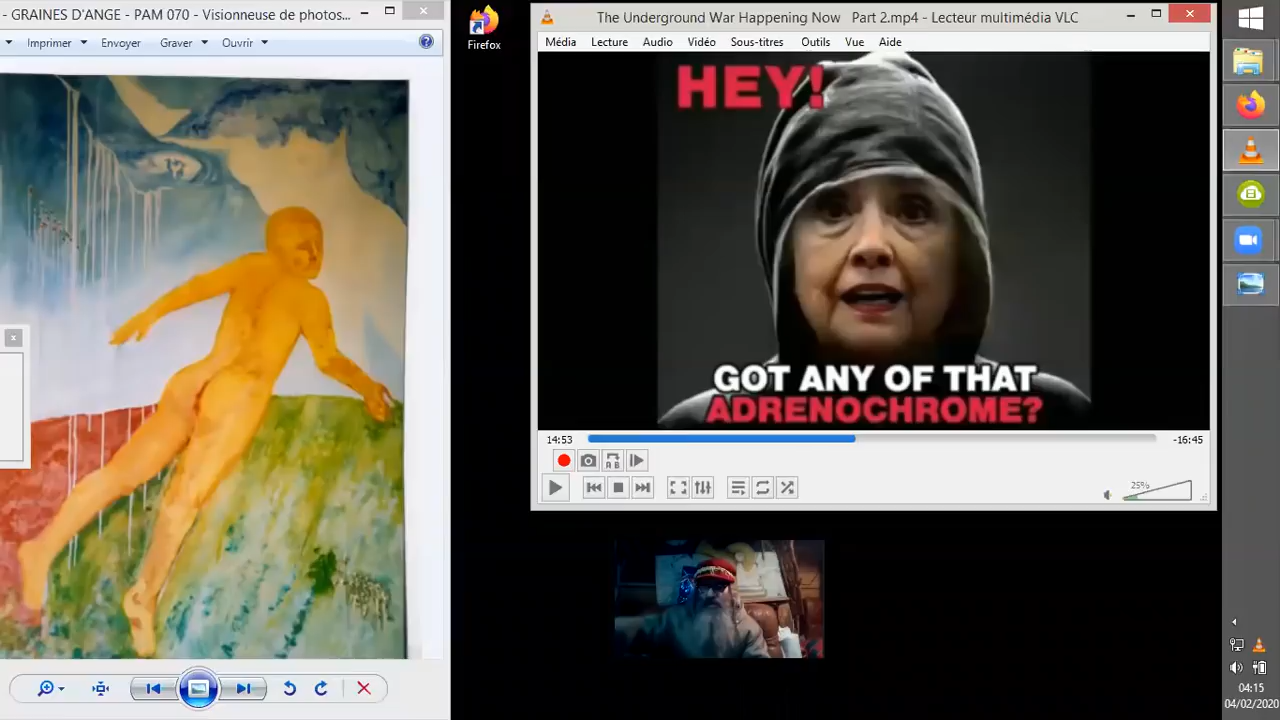 GRAINES D'ANGE - PAM 070 - Visionneuse de photos...
Imprimer Envoyer Graver Ouvrir
Firefox
The Underground War Happening Now Part 2.mp4 - Lecteur multimédia VLC
Média Lecture Audio Vidéo Sous-titres Outils Vue Aide
HEY!
GOT ANY OF THAT
ADRENOCHROME?
14:53 -16:45
25%
04:15
04/02/2020